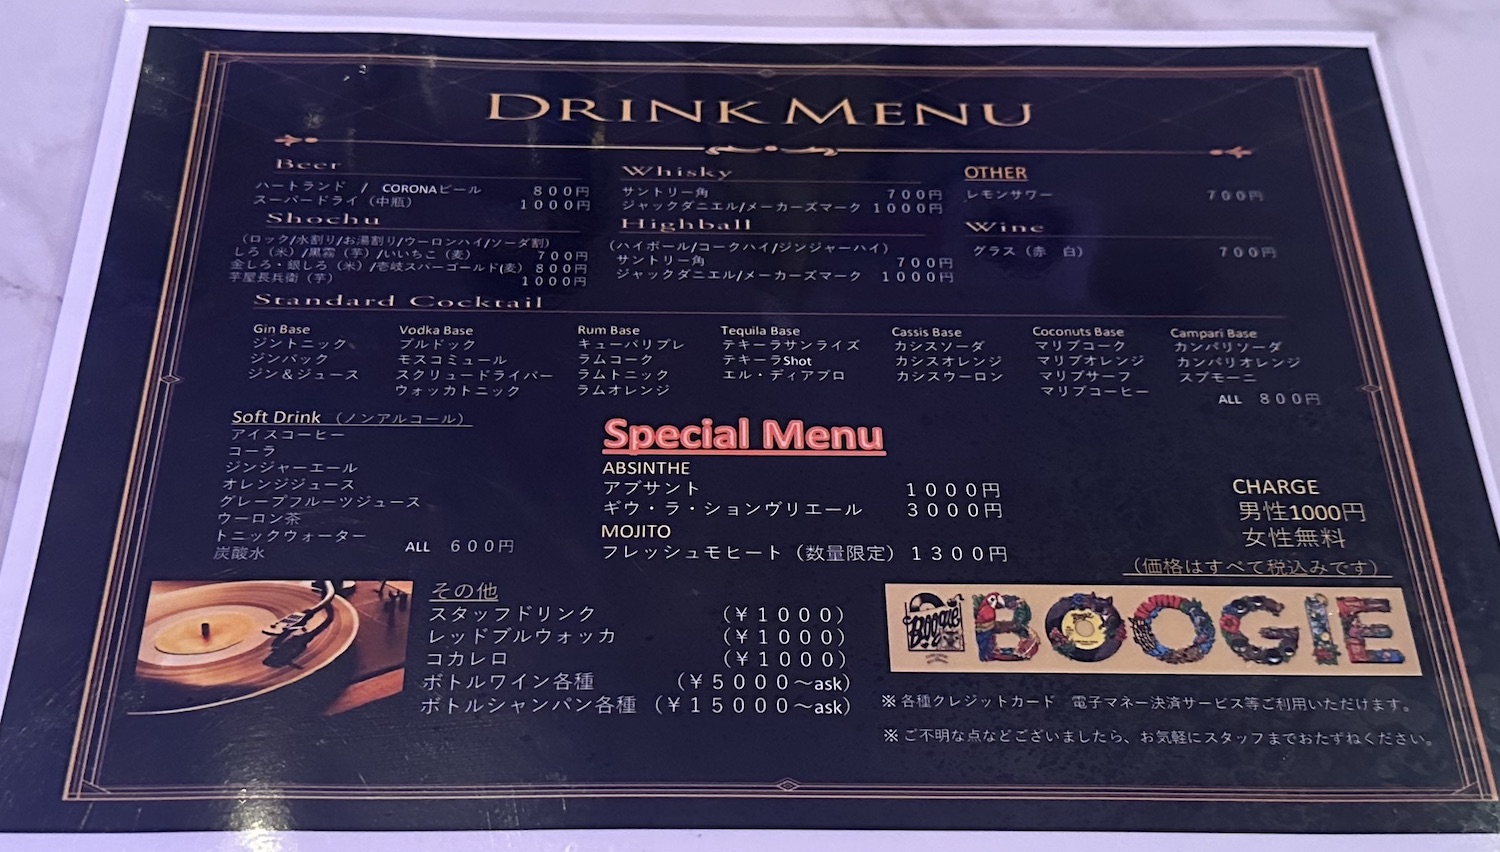 DRINK MENU
Beer
ハートランド / CORONAビール 800円
スーパードライ（中瓶） 1000円
Shochu
（ロック/水割り/お湯割り/ウーロンハイ/ソーダ割）
しろ（米）/黒霧（芋）/いいちこ（麦） 700円
金しろ・銀しろ（米）/壱岐スパーゴールド(麦) 800円
芋屋長兵衛（芋） 1000円
Whisky
サントリー角 700円
ジャックダニエル/メーカーズマーク 1000円
Highball
（ハイボール/コークハイ/ジンジャーハイ）
サントリー角 700円
ジャックダニエル/メーカーズマーク 1000円
OTHER
レモンサワー 700円
Wine
グラス（赤 白） 700円
Standard Cocktail
Gin Base
ジントニック
ジンバック
ジン＆ジュース
Vodka Base
ブルドック
モスコミュール
スクリュードライバー
ウォッカトニック
Rum Base
キューバリブレ
ラムコーク
ラムトニック
ラムオレンジ
Tequila Base
テキーラサンライズ
テキーラShot
エル・ディアブロ
Cassis Base
カシスソーダ
カシスオレンジ
カシスウーロン
Coconuts Base
マリブコーク
マリブオレンジ
マリブサーフ
マリブコーヒー
Campari Base
カンパリソーダ
カンパリオレンジ
スプモーニ
ALL 800円
Soft Drink （ノンアルコール）
アイスコーヒー
コーラ
ジンジャーエール
オレンジジュース
グレープフルーツジュース
ウーロン茶
トニックウォーター
炭酸水
ALL 600円
Special Menu
ABSINTHE
アブサント 1000円
ギウ・ラ・ションヴリエール 3000円
MOJITO
フレッシュモヒート（数量限定） 1300円
CHARGE
男性1000円
女性無料
（価格はすべて税込みです）
その他
スタッフドリンク （￥1000）
レッドブルウォッカ （￥1000）
コカレロ （￥1000）
ボトルワイン各種 （￥5000～ask）
ボトルシャンパン各種 （￥15000～ask）
Boogie
BOOGIE
※ 各種クレジットカード 電子マネー決済サービス等ご利用いただけます。
※ ご不明な点などございましたら、お気軽にスタッフまでおたずねください。